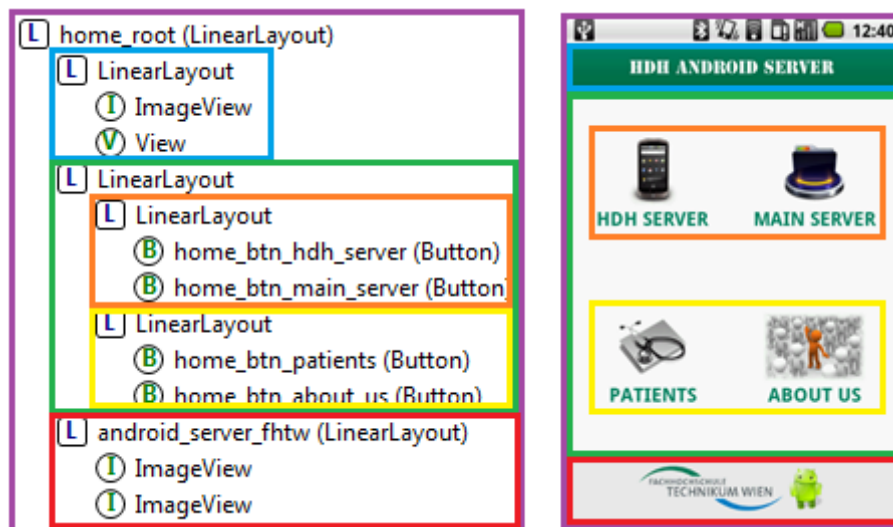 L home_root (LinearLayout)
L LinearLayout
I ImageView
V View
L LinearLayout
L LinearLayout
B home_btn_hdh_server (Button)
B home_btn_main_server (Button)
L LinearLayout
B home_btn_patients (Button)
B home_btn_about_us (Button)
L android_server_fhtw (LinearLayout)
I ImageView
I ImageView
12:40
HDH ANDROID SERVER
HDH SERVER
MAIN SERVER
PATIENTS
ABOUT US
FACHHOCHSCHULE
TECHNIKUM WIEN